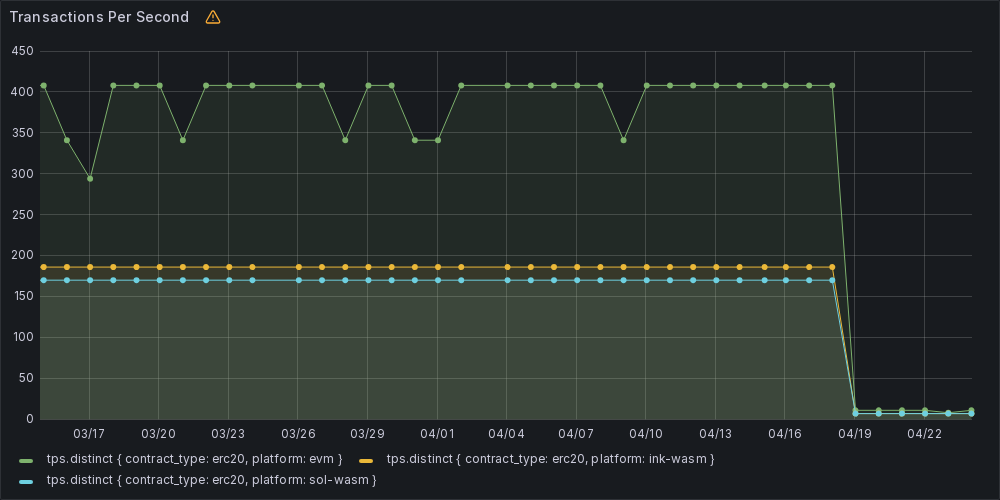 Transactions Per Second
450
400
350
300
250
200
150
100
50
0
03/17 03/20 03/23 03/26 03/29 04/01 04/04 04/07 04/10 04/13 04/16 04/19 04/22
tps.distinct { contract_type: erc20, platform: evm } tps.distinct { contract_type: erc20, platform: ink-wasm }
tps.distinct { contract_type: erc20, platform: sol-wasm }